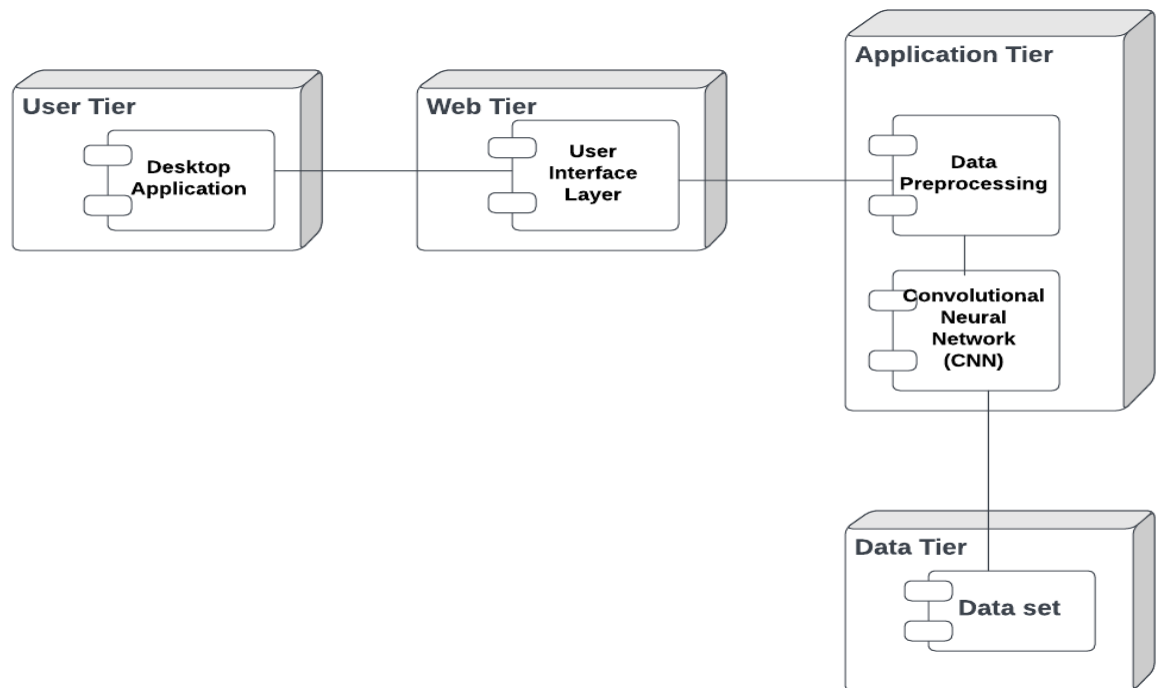 User Tier
Desktop
Application
Web Tier
User
Interface
Layer
Application Tier
Data
Preprocessing
Convolutional
Neural
Network
(CNN)
Data Tier
Data set